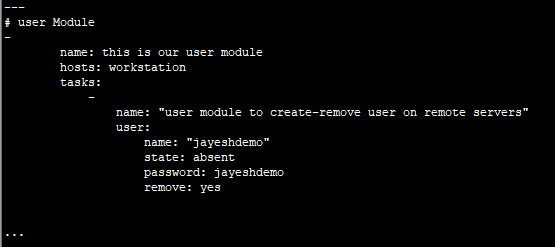 ---
# user Module
-
name: this is our user module
hosts: workstation
tasks:
-
name: "user module to create-remove user on remote servers"
user:
name: "jayeshdemo"
state: absent
password: jayeshdemo
remove: yes
...